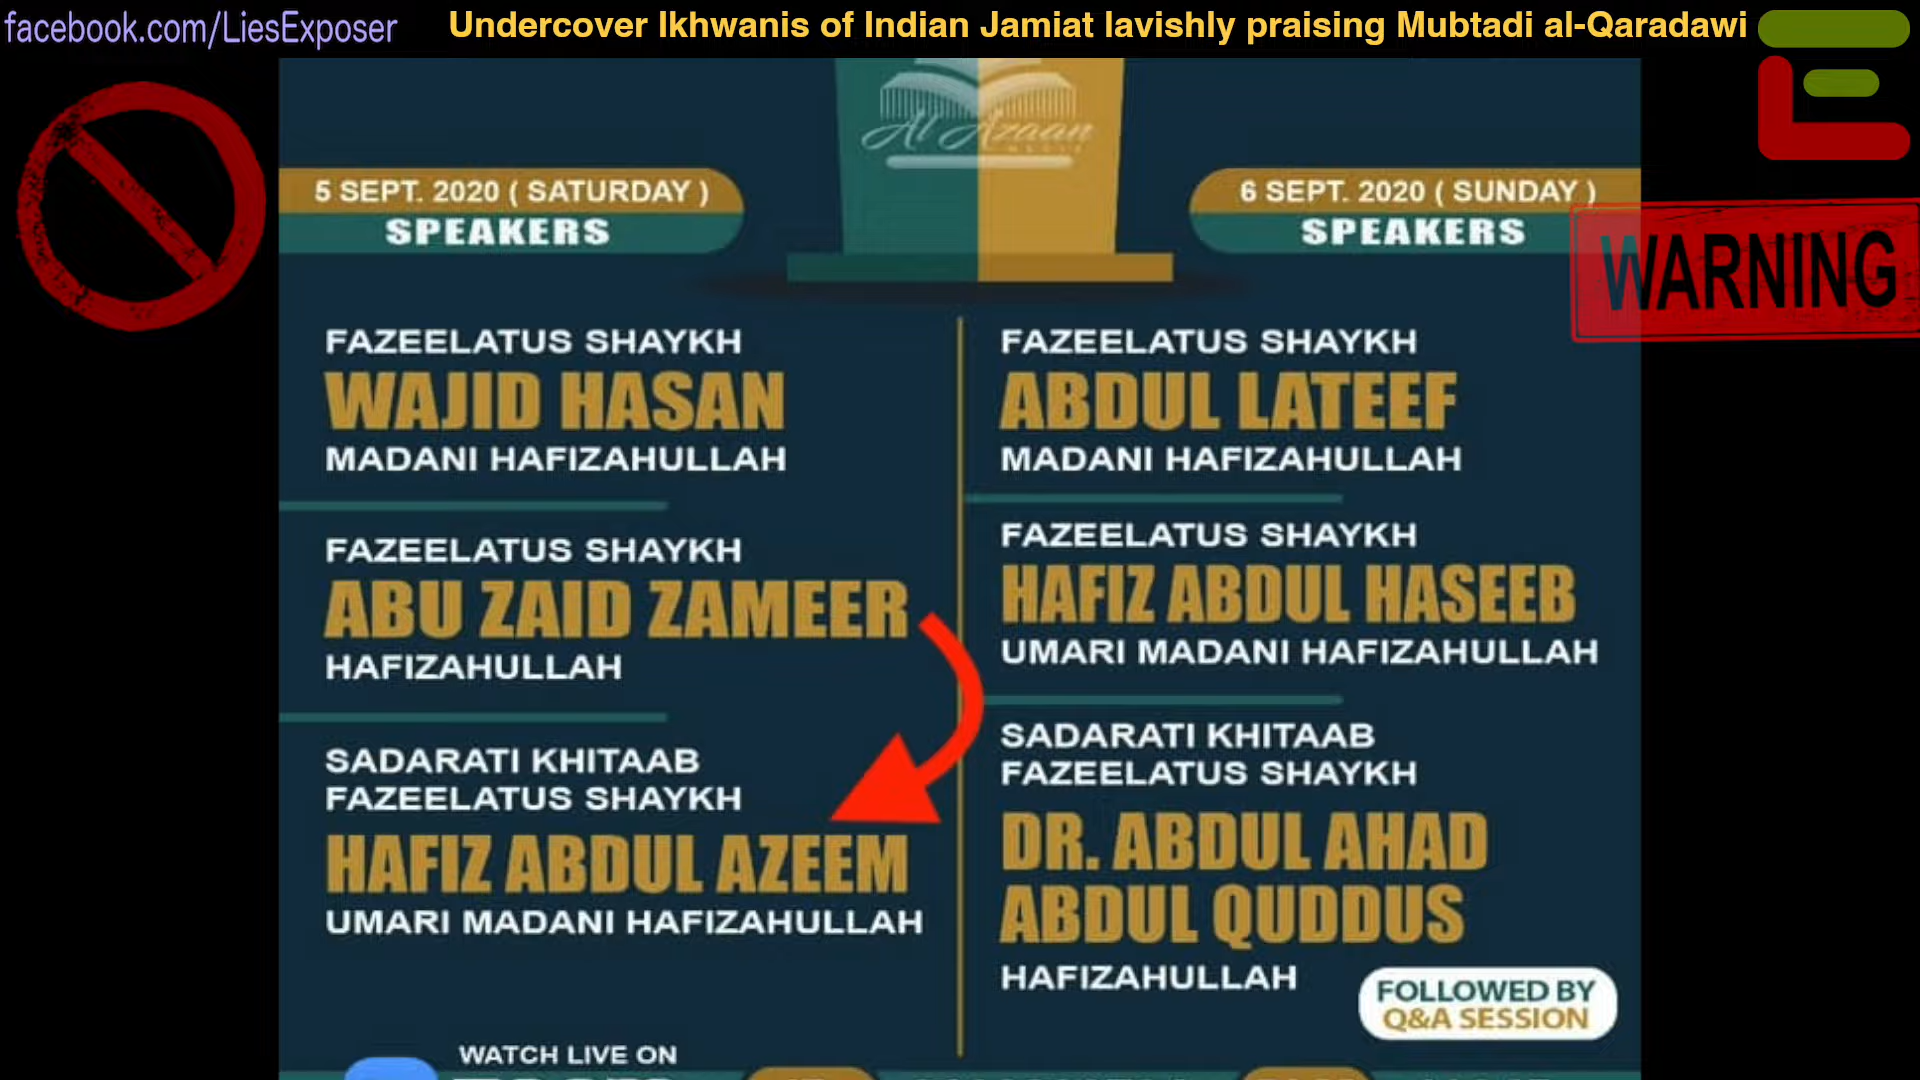 facebook.com/LiesExposer
Undercover Ikhwanis of Indian Jamiat lavishly praising Mubtadi al-Qaradawi
Al Azaan
MEDIA
5 SEPT. 2020 ( SATURDAY )
SPEAKERS
FAZEELATUS SHAYKH
WAJID HASAN
MADANI HAFIZAHULLAH
FAZEELATUS SHAYKH
ABU ZAID ZAMEER
HAFIZAHULLAH
SADARATI KHITAAB
FAZEELATUS SHAYKH
HAFIZ ABDUL AZEEM
UMARI MADANI HAFIZAHULLAH
6 SEPT. 2020 ( SUNDAY )
SPEAKERS
WARNING
FAZEELATUS SHAYKH
ABDUL LATEEF
MADANI HAFIZAHULLAH
FAZEELATUS SHAYKH
HAFIZ ABDUL HASEEB
UMARI MADANI HAFIZAHULLAH
SADARATI KHITAAB
FAZEELATUS SHAYKH
DR. ABDUL AHAD
ABDUL QUDDUS
HAFIZAHULLAH
FOLLOWED BY
Q&A SESSION
WATCH LIVE ON